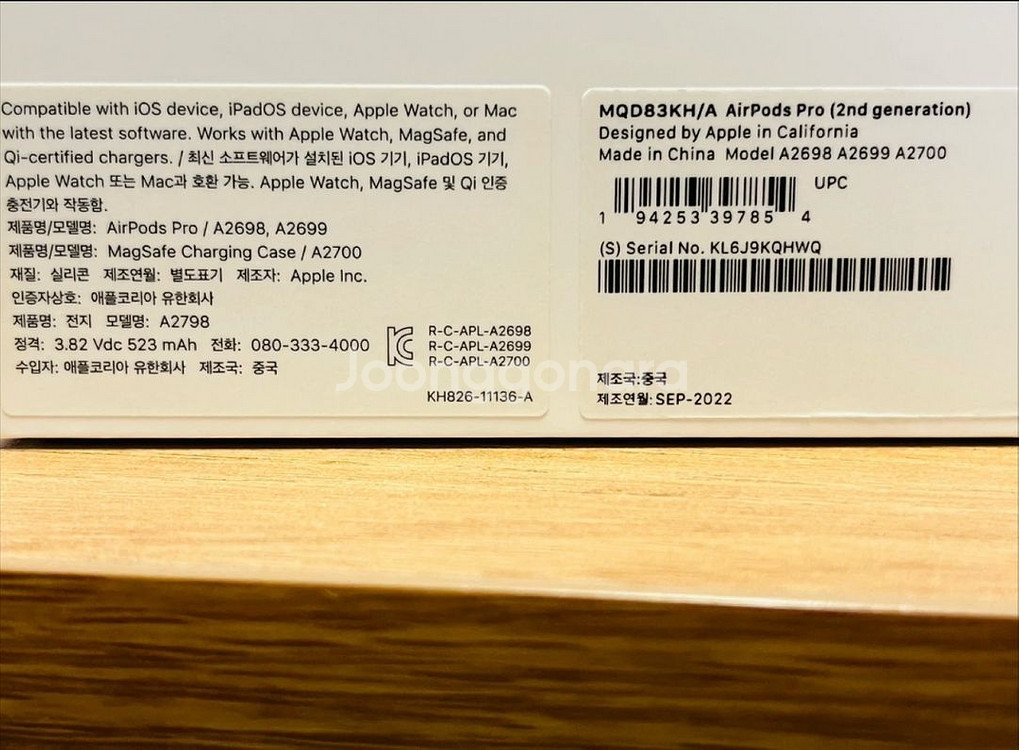 Compatible with iOS device, iPadOS device, Apple Watch, or Mac
with the latest software. Works with Apple Watch, MagSafe, and
Qi-certified chargers. / 최신 소프트웨어가 설치된 iOS 기기, iPadOS 기기,
Apple Watch 또는 Mac과 호환 가능. Apple Watch, MagSafe 및 Qi 인증
충전기와 작동함.
제품명/모델명: AirPods Pro / A2698, A2699
제품명/모델명: MagSafe Charging Case / A2700
재질: 실리콘 제조연월: 별도표기 제조자: Apple Inc.
인증자상호: 애플코리아 유한회사
제품명: 전지 모델명: A2798
정격: 3.82 Vdc 523 mAh 전화: 080-333-4000
수입자: 애플코리아 유한회사 제조국: 중국
R-C-APL-A2698
R-C-APL-A2699
R-C-APL-A2700
KH826-11136-A
MQD83KH/A AirPods Pro (2nd generation)
Designed by Apple in California
Made in China Model A2698 A2699 A2700
UPC
1 94253 39785 4
(S) Serial No. KL6J9KQHWQ
제조국:중국
제조연월:SEP-2022
Joongdonara